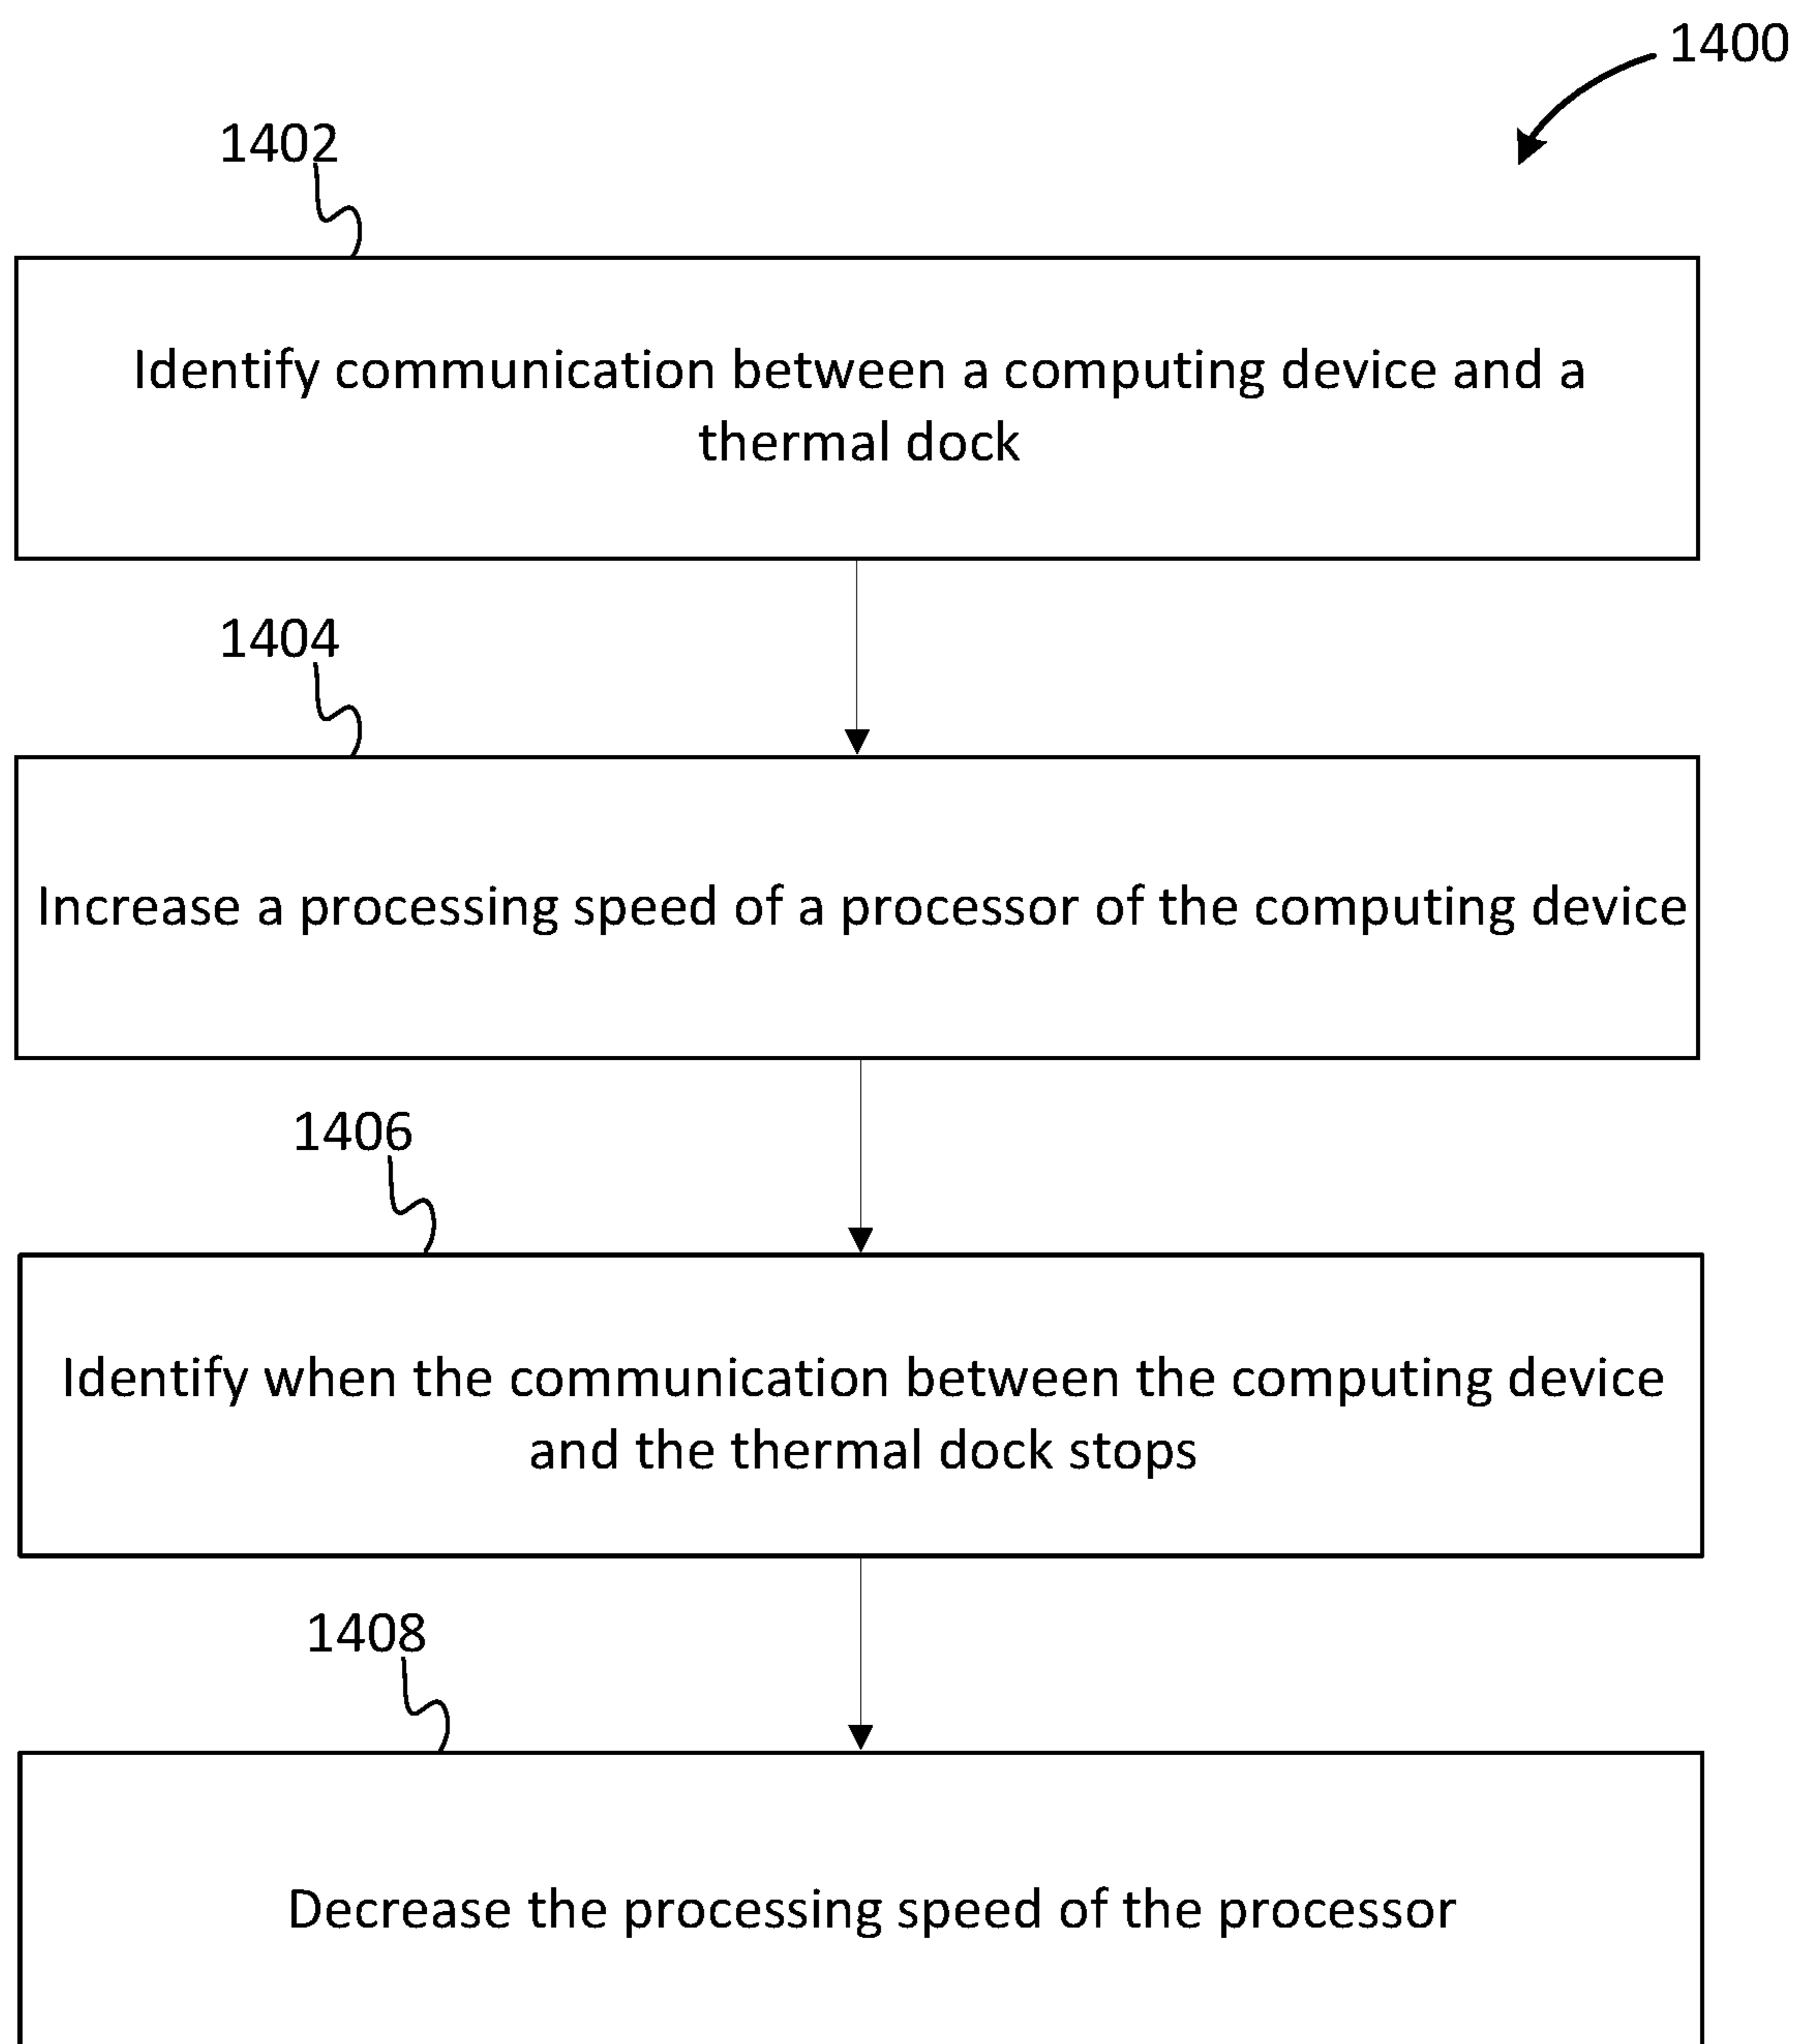 1400
1402
Identify communication between a computing device and a
thermal dock
1404
Increase a processing speed of a processor of the computing device
1406
Identify when the communication between the computing device
and the thermal dock stops
1408
Decrease the processing speed of the processor